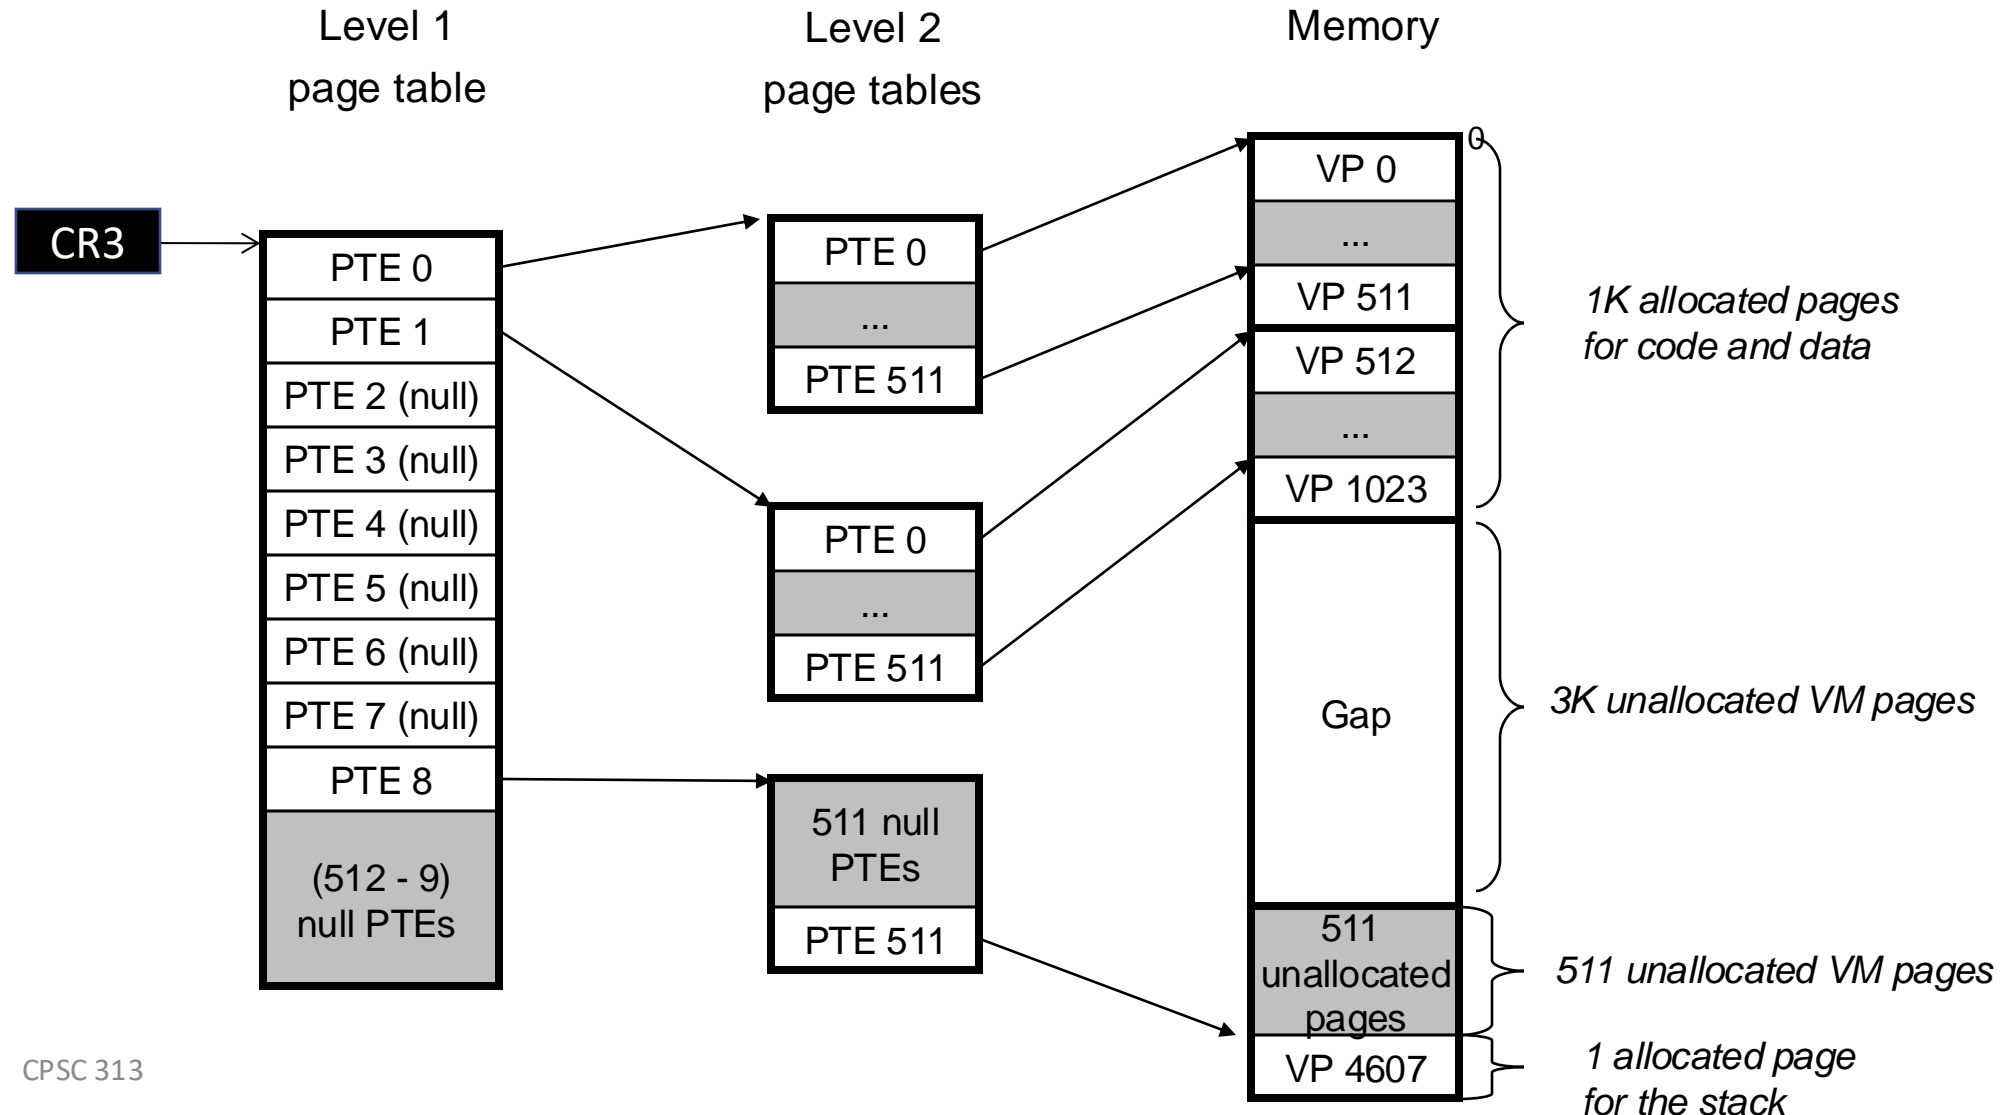 Level 1
page table
Level 2
page tables
Memory
CR3
PTE 0
PTE 1
PTE 2 (null)
PTE 3 (null)
PTE 4 (null)
PTE 5 (null)
PTE 6 (null)
PTE 7 (null)
PTE 8
(512 - 9)
null PTEs
PTE 0
...
PTE 511
PTE 0
...
PTE 511
511 null
PTEs
PTE 511
0
VP 0
...
VP 511
VP 512
...
VP 1023
Gap
511
unallocated
pages
VP 4607
1K allocated pages
for code and data
3K unallocated VM pages
511 unallocated VM pages
1 allocated page
for the stack
CPSC 313